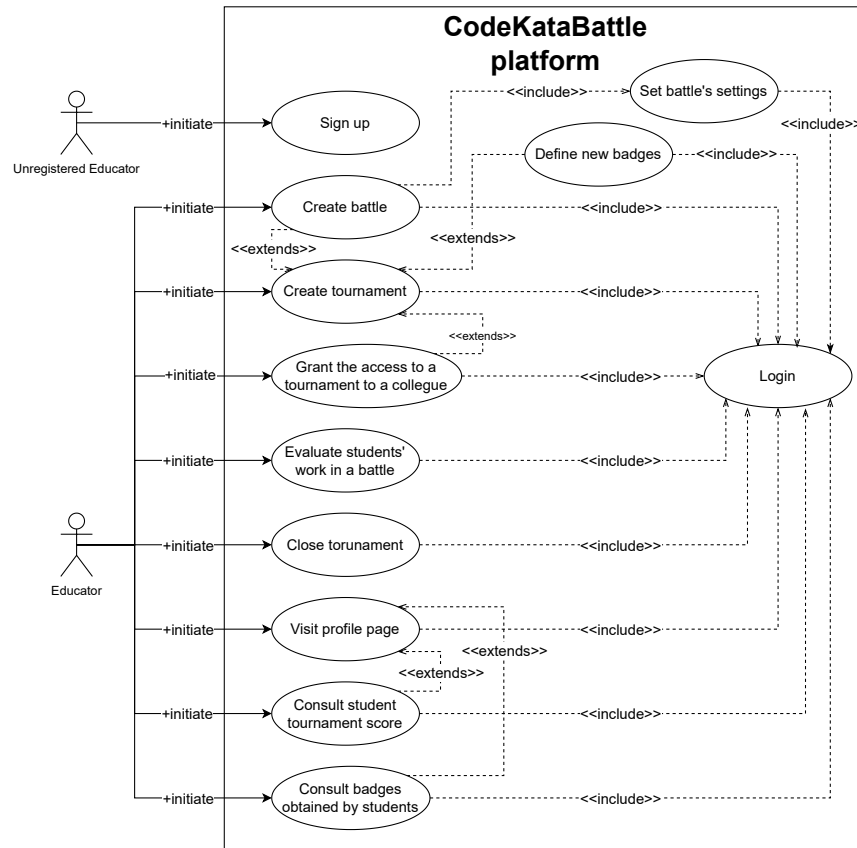 CodeKataBattle
platform
<<include>>
Set battle's settings
+initiate
Sign up
<<include>>
Unregistered Educator
Define new badges
<<include>>
+initiate
Create battle
<<include>>
<<extends>>
<<extends>>
+initiate
Create tournament
<<include>>
<<extends>>
+initiate
Grant the access to a
tournament to a collegue
<<include>>
Login
+initiate
Evaluate students'
work in a battle
<<include>>
+initiate
Close torunament
<<include>>
Educator
+initiate
Visit profile page
<<include>>
<<extends>>
<<extends>>
+initiate
Consult student
tournament score
<<include>>
+initiate
Consult badges
obtained by students
<<include>>